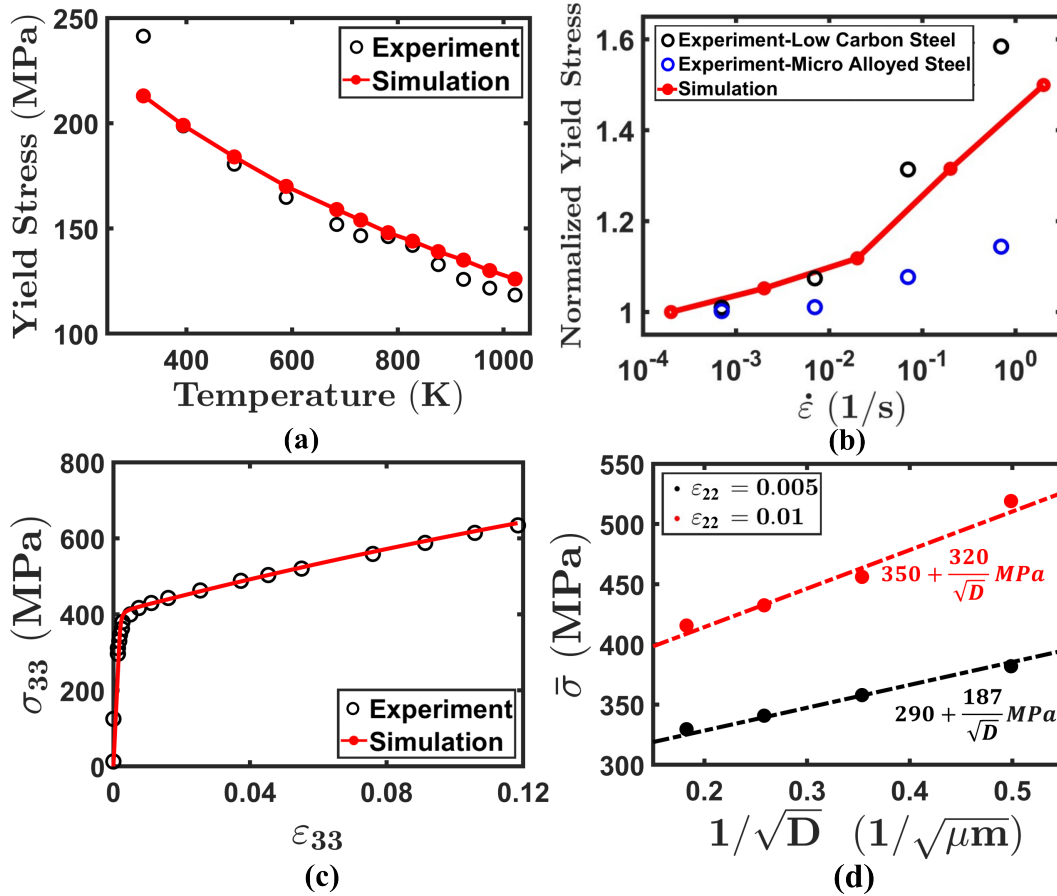 250
200
150
100
Yield Stress (MPa)
Experiment
Simulation
400
600
800
1000
Temperature (K)
(a)
1.6
1.4
1.2
1
Normalized Yield Stress
Experiment-Low Carbon Steel
Experiment-Micro Alloyed Steel
Simulation
10⁻⁴
10⁻³
10⁻²
10⁻¹
10⁰
ε̇ (1/s)
(b)
800
600
400
200
0
σ₃₃ (MPa)
Experiment
Simulation
0
0.04
0.08
0.12
ε₃₃
(c)
550
500
450
400
350
300
σ̄ (MPa)
ε₂₂ = 0.005
ε₂₂ = 0.01
350 + 320/√D MPa
290 + 187/√D MPa
0.2
0.3
0.4
0.5
1/√D (1/√μm)
(d)